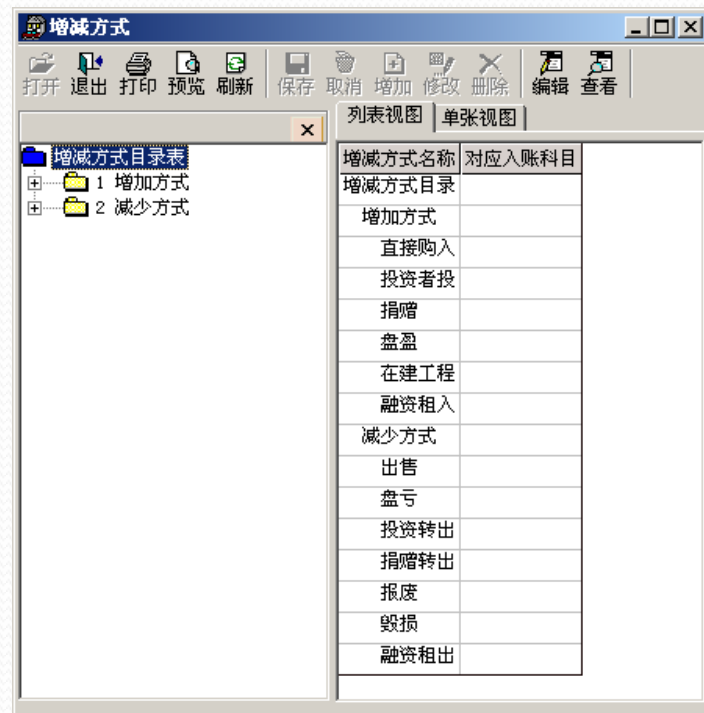 增减方式
打开 退出 打印 预览 刷新 保存 取消 增加 修改 删除 编辑 查看
列表视图 单张视图
增减方式目录表
1 增加方式
2 减少方式
增减方式名称 对应入账科目
增减方式目录
增加方式
直接购入
投资者投
捐赠
盘盈
在建工程
融资租入
减少方式
出售
盘亏
投资转出
捐赠转出
报废
毁损
融资租出